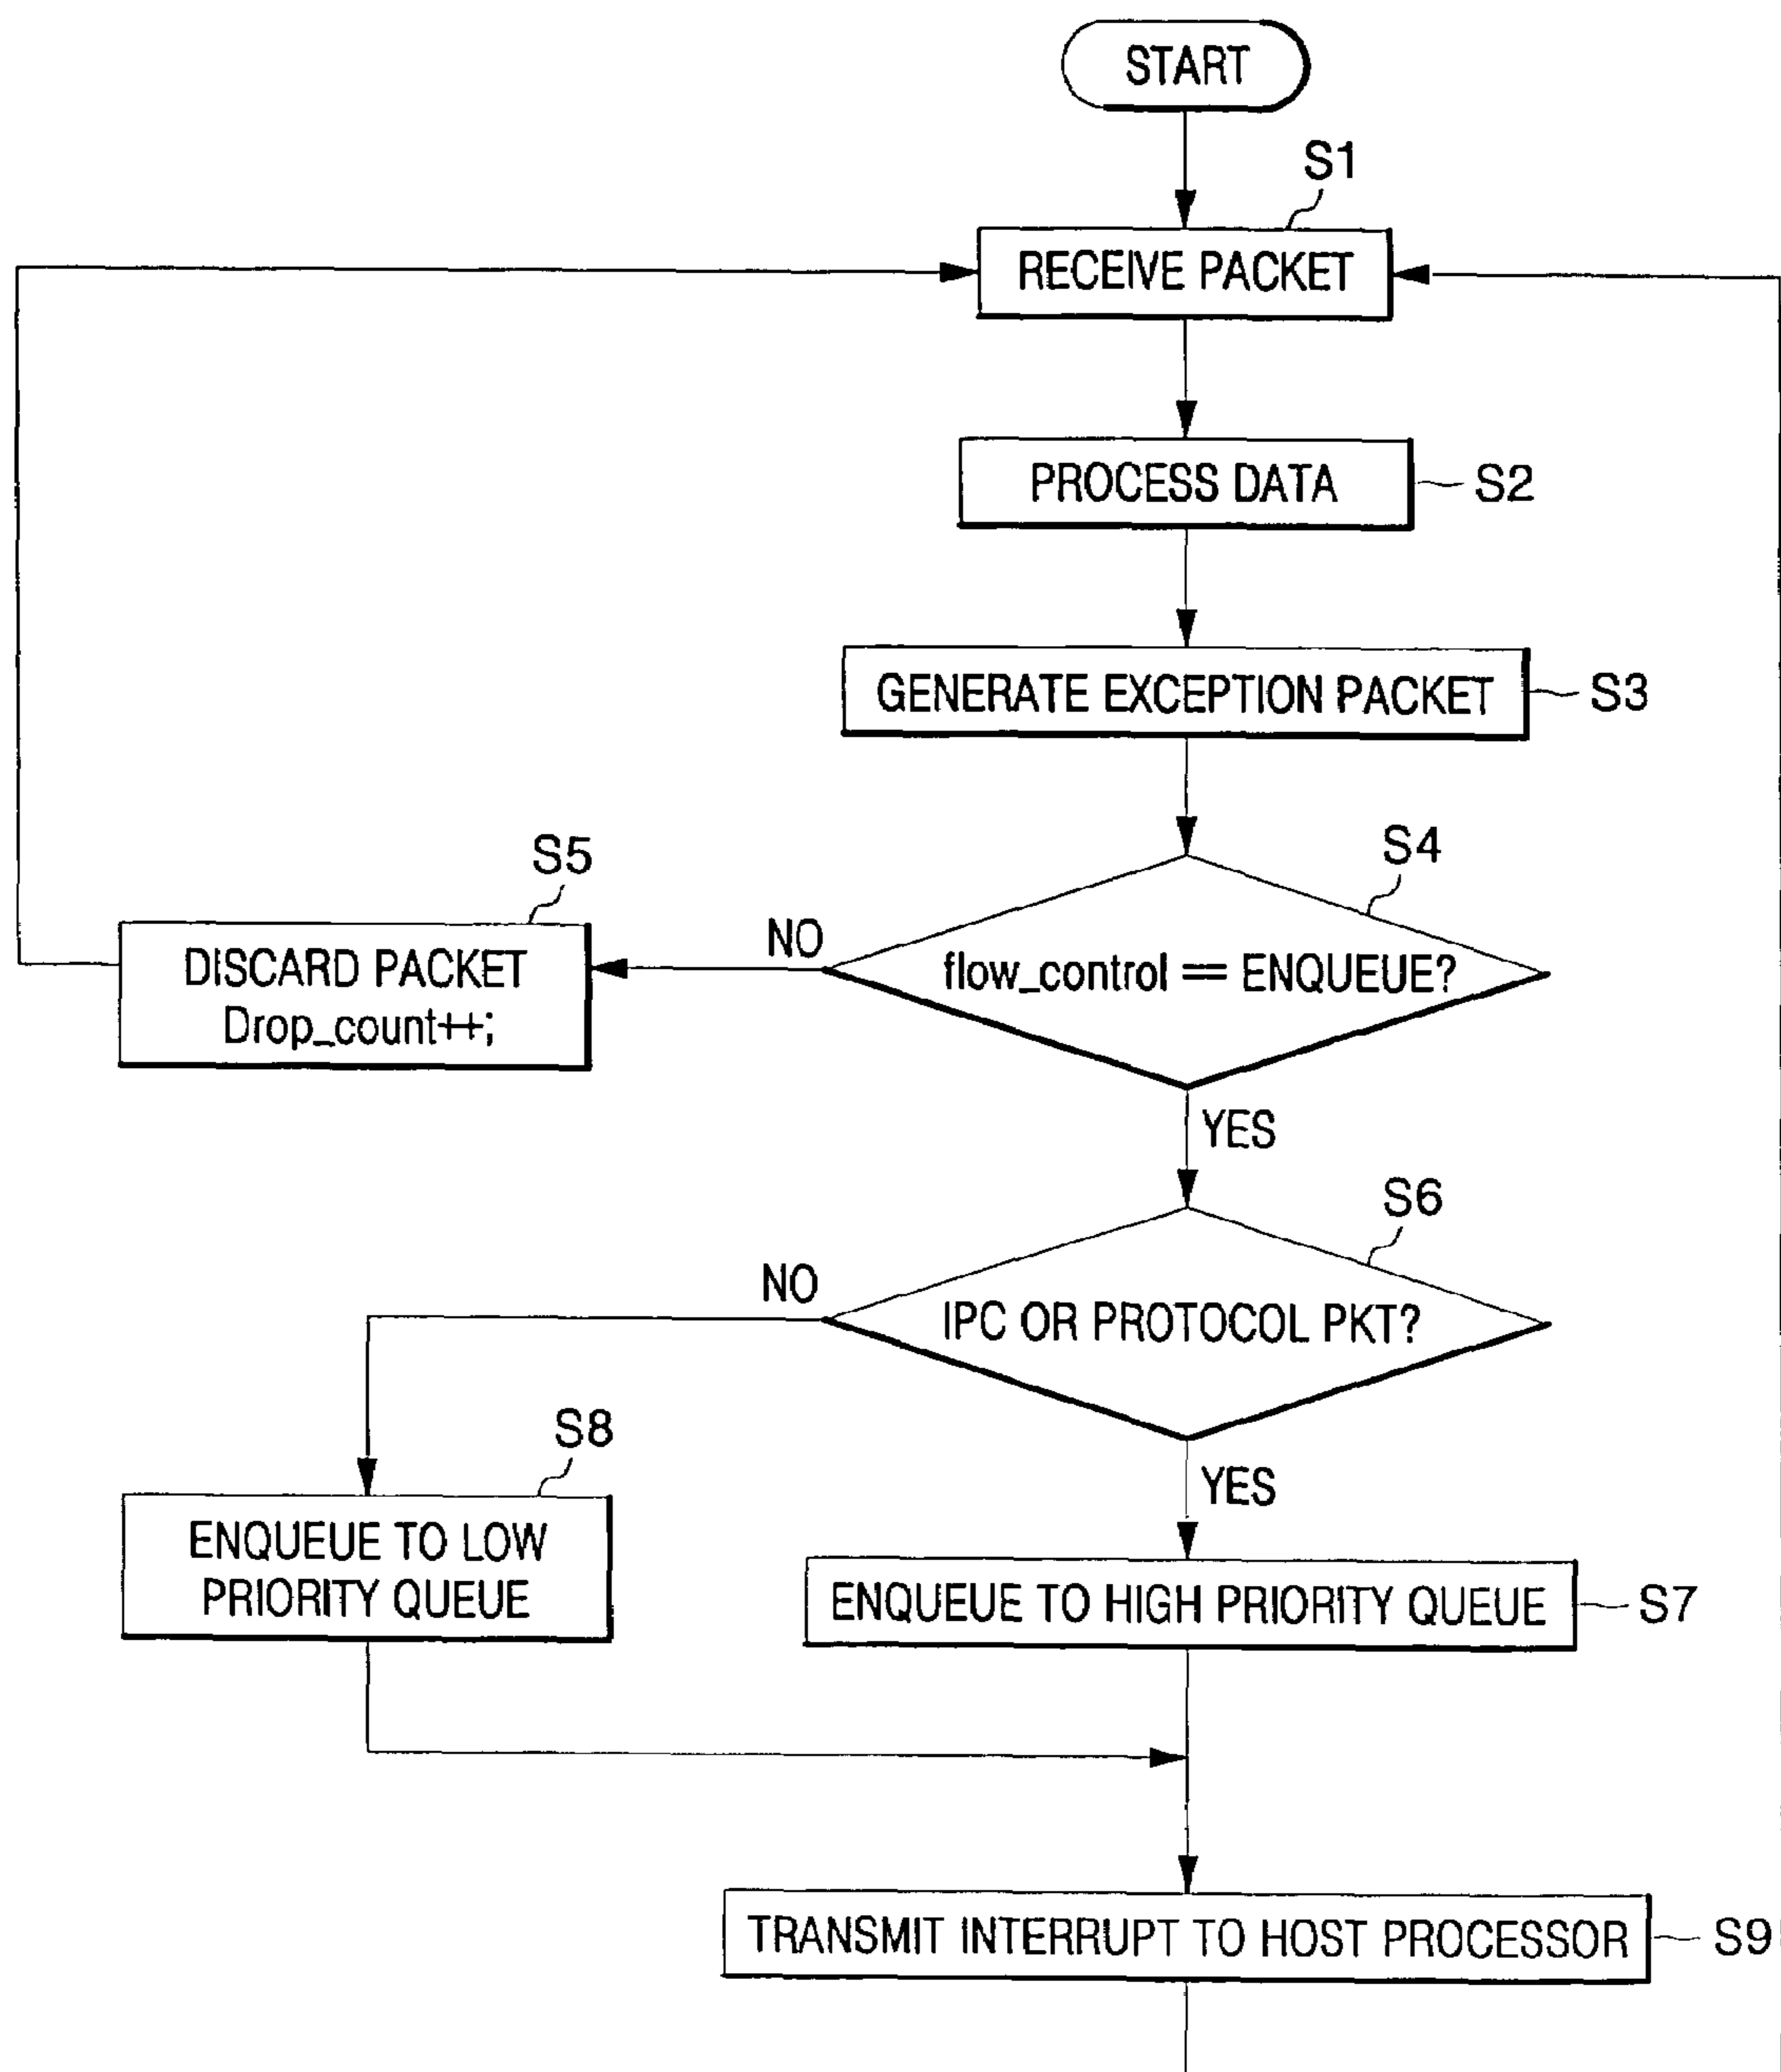 START
S1
RECEIVE PACKET
PROCESS DATA
S2
GENERATE EXCEPTION PACKET
S3
S4
flow_control == ENQUEUE?
NO
S5
DISCARD PACKET
Drop_count++;
YES
S6
IPC OR PROTOCOL PKT?
NO
S8
ENQUEUE TO LOW
PRIORITY QUEUE
YES
ENQUEUE TO HIGH PRIORITY QUEUE
S7
TRANSMIT INTERRUPT TO HOST PROCESSOR
S9